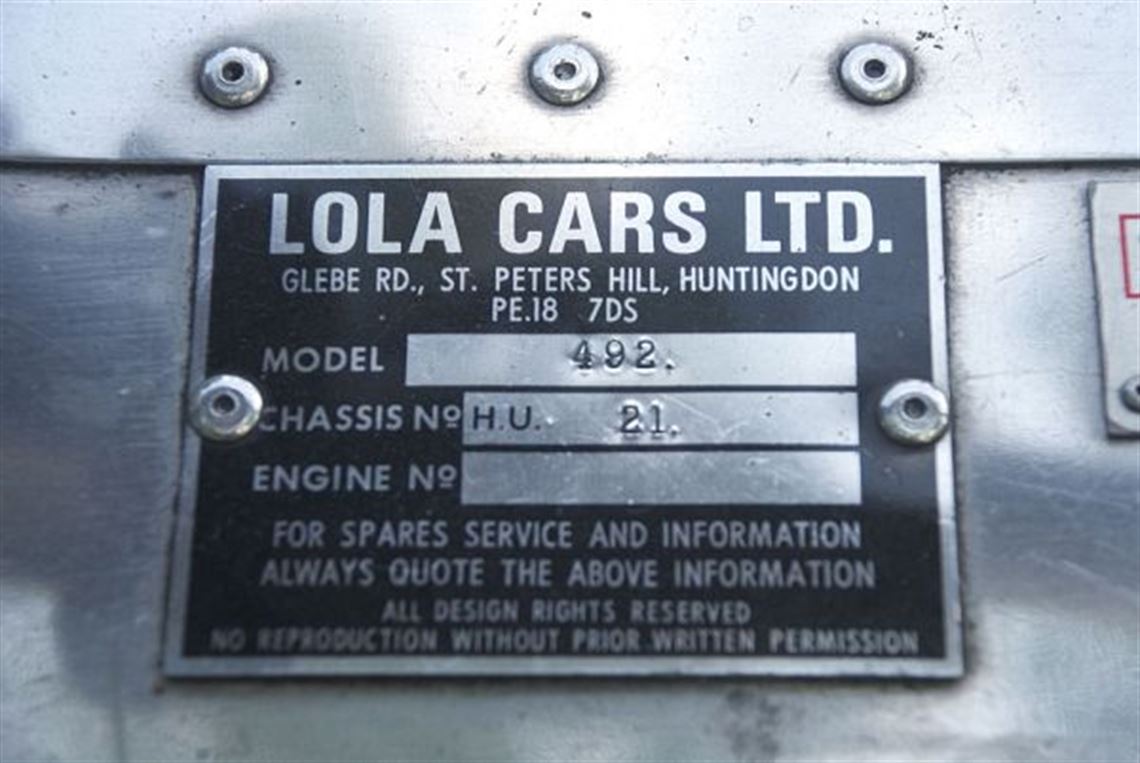 LOLA CARS LTD.
GLEBE RD., ST. PETERS HILL, HUNTINGDON
PE.18 7DS
MODEL 492.
CHASSIS Nº H.U. 21.
ENGINE Nº
FOR SPARES SERVICE AND INFORMATION
ALWAYS QUOTE THE ABOVE INFORMATION
ALL DESIGN RIGHTS RESERVED
NO REPRODUCTION WITHOUT PRIOR WRITTEN PERMISSION